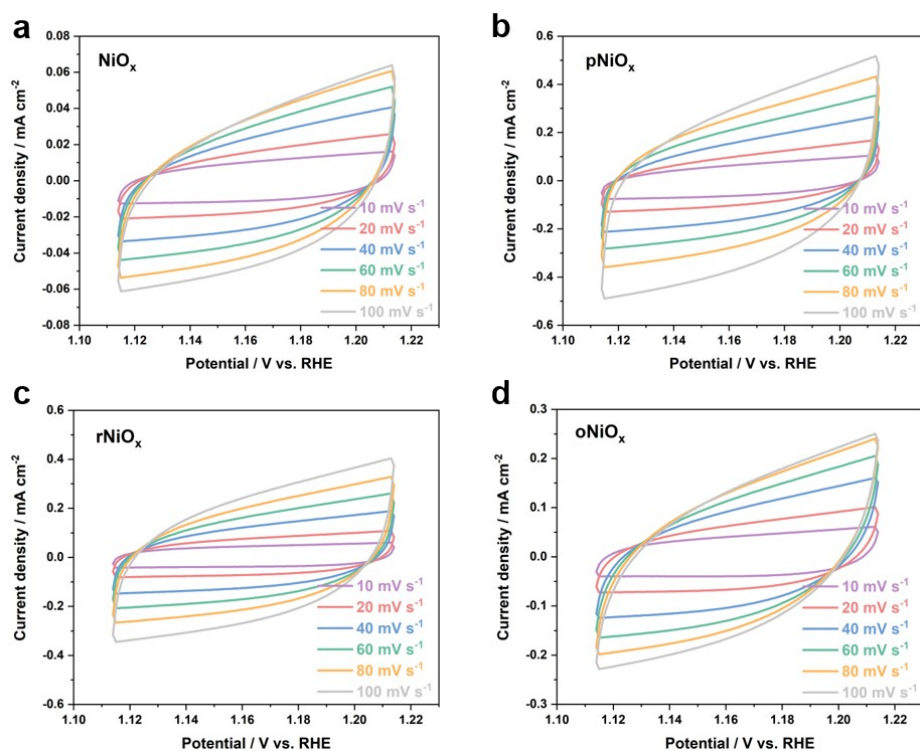 a
NiOₓ
Current density / mA cm⁻²
0.08
0.06
0.04
0.02
0.00
-0.02
-0.04
-0.06
-0.08
10 mV s⁻¹
20 mV s⁻¹
40 mV s⁻¹
60 mV s⁻¹
80 mV s⁻¹
100 mV s⁻¹
1.10 1.12 1.14 1.16 1.18 1.20 1.22
Potential / V vs. RHE
b
pNiOₓ
Current density / mA cm⁻²
0.6
0.4
0.2
0.0
-0.2
-0.4
-0.6
10 mV s⁻¹
20 mV s⁻¹
40 mV s⁻¹
60 mV s⁻¹
80 mV s⁻¹
100 mV s⁻¹
1.10 1.12 1.14 1.16 1.18 1.20 1.22
Potential / V vs. RHE
c
rNiOₓ
Current density / mA cm⁻²
0.6
0.4
0.2
0.0
-0.2
-0.4
-0.6
10 mV s⁻¹
20 mV s⁻¹
40 mV s⁻¹
60 mV s⁻¹
80 mV s⁻¹
100 mV s⁻¹
1.10 1.12 1.14 1.16 1.18 1.20 1.22
Potential / V vs. RHE
d
oNiOₓ
Current density / mA cm⁻²
0.3
0.2
0.1
0.0
-0.1
-0.2
-0.3
10 mV s⁻¹
20 mV s⁻¹
40 mV s⁻¹
60 mV s⁻¹
80 mV s⁻¹
100 mV s⁻¹
1.10 1.12 1.14 1.16 1.18 1.20 1.22
Potential / V vs. RHE